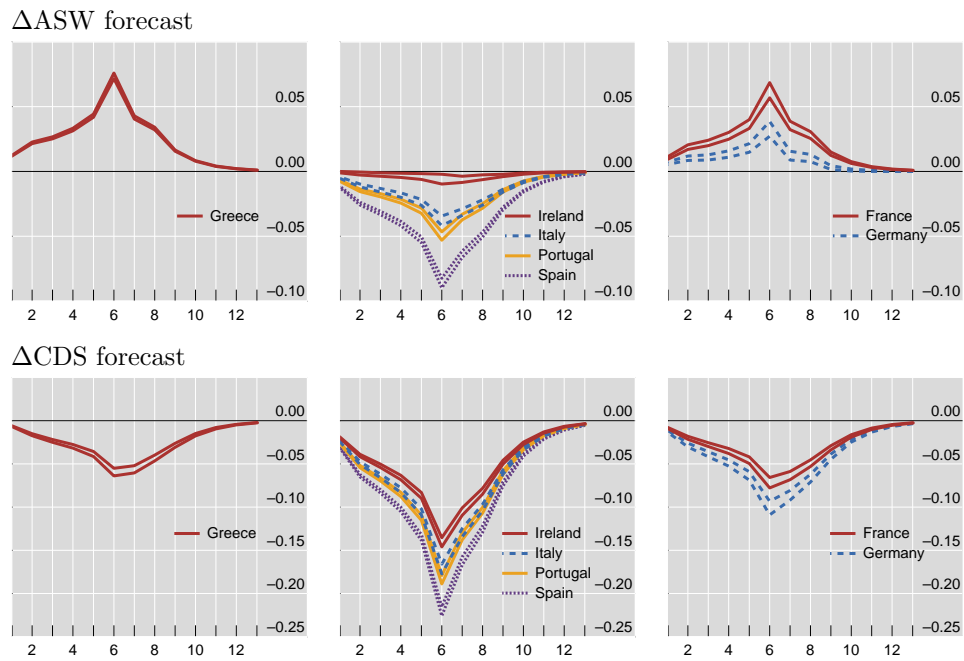 ΔASW forecast
0.05
0.00
−0.05
−0.10
Greece
2 4 6 8 10 12
0.05
0.00
−0.05
−0.10
Ireland
Italy
Portugal
Spain
2 4 6 8 10 12
0.05
0.00
−0.05
−0.10
France
Germany
2 4 6 8 10 12
ΔCDS forecast
0.00
−0.05
−0.10
−0.15
−0.20
−0.25
Greece
2 4 6 8 10 12
0.00
−0.05
−0.10
−0.15
−0.20
−0.25
Ireland
Italy
Portugal
Spain
2 4 6 8 10 12
0.00
−0.05
−0.10
−0.15
−0.20
−0.25
France
Germany
2 4 6 8 10 12